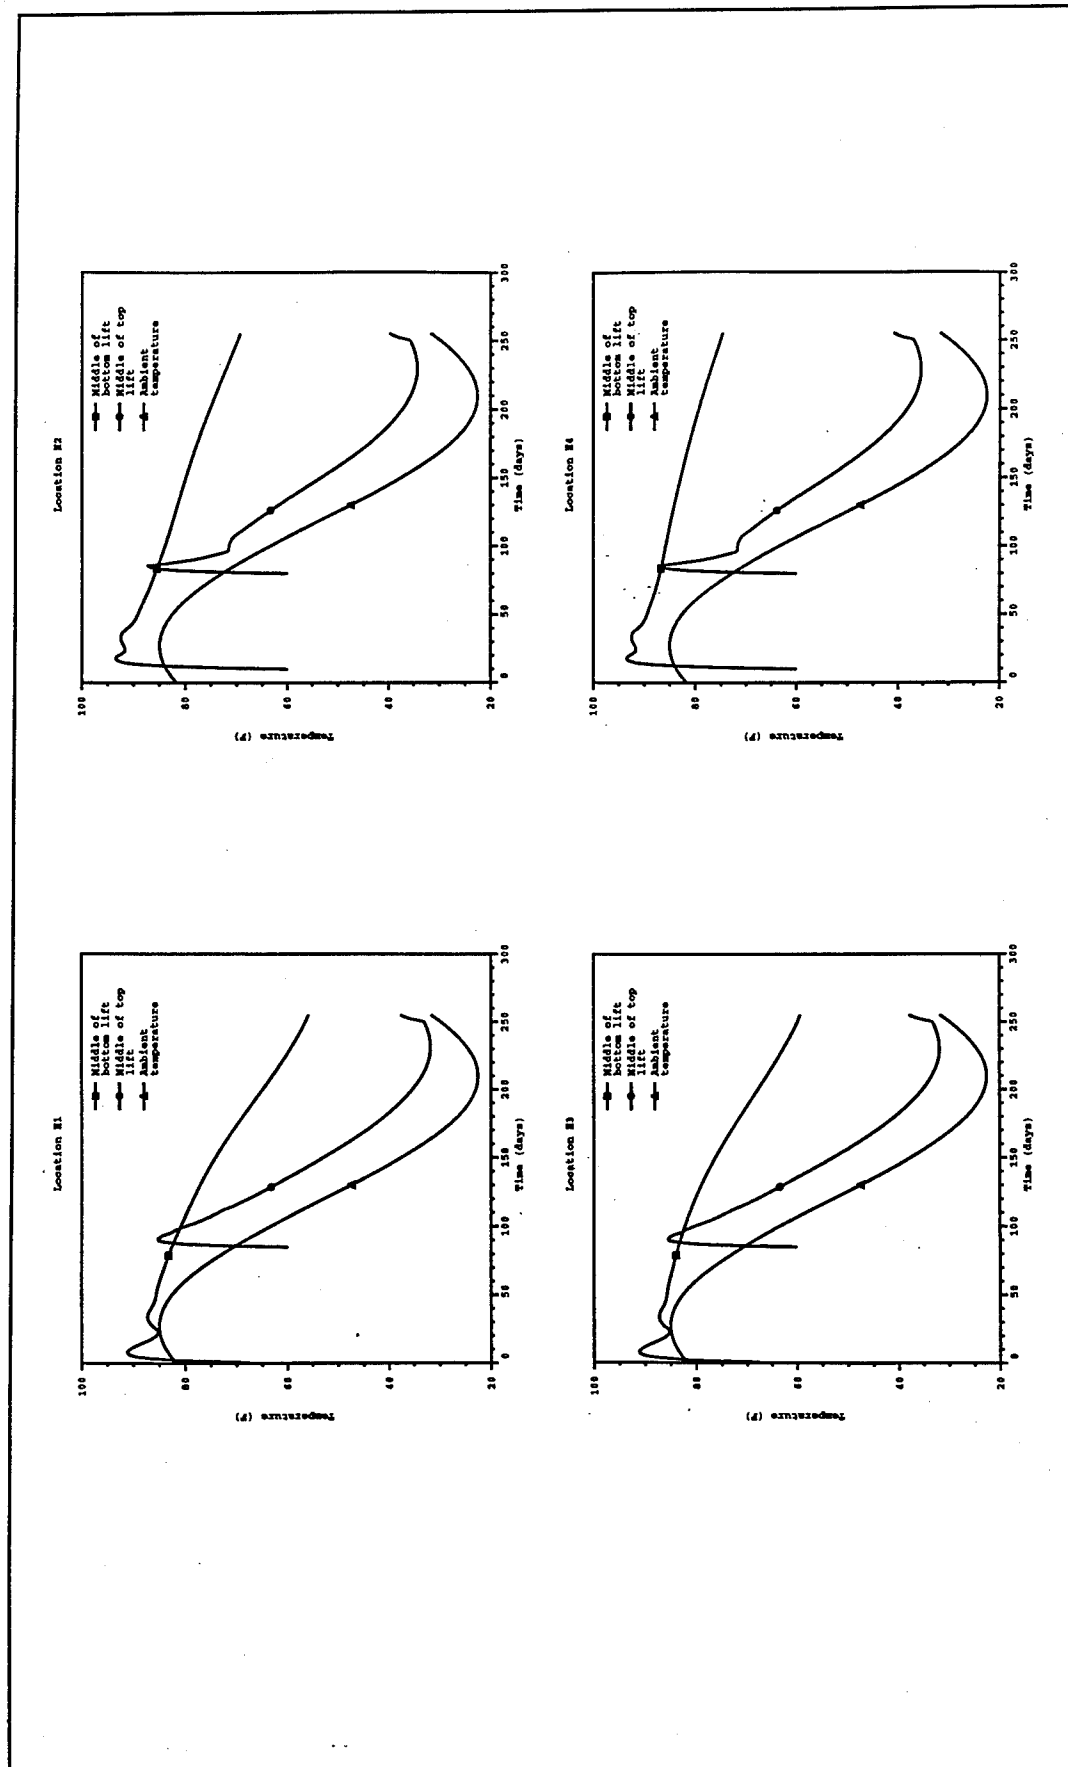 Location H1
Middle of
bottom lift
Middle of top
lift
Ambient
temperature
100
80
60
40
20
Temperature (F)
0 50 100 150 200 250 300
Time (days)
Location H2
Middle of
bottom lift
Middle of top
lift
Ambient
temperature
100
80
60
40
20
Temperature (F)
0 50 100 150 200 250 300
Time (days)
Location H3
Middle of
bottom lift
Middle of top
lift
Ambient
temperature
100
80
60
40
20
Temperature (F)
0 50 100 150 200 250 300
Time (days)
Location H4
Middle of
bottom lift
Middle of top
lift
Ambient
temperature
100
80
60
40
20
Temperature (F)
0 50 100 150 200 250 300
Time (days)